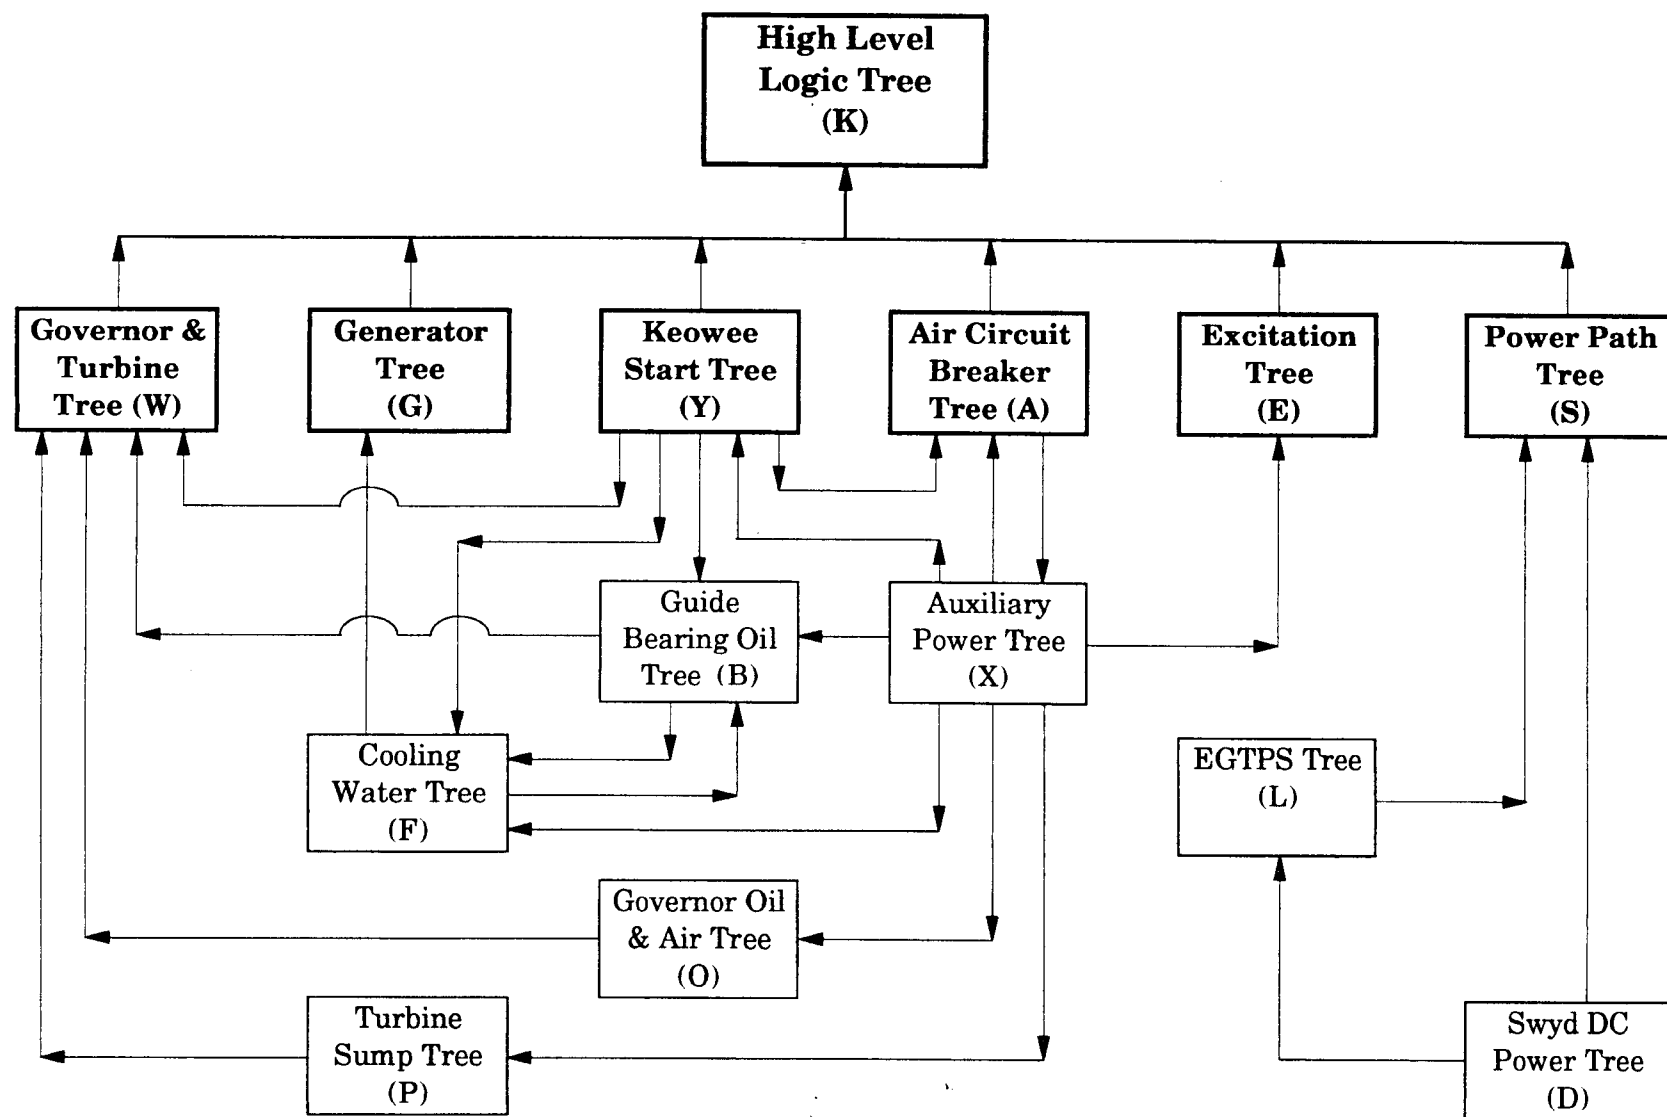 High Level
Logic Tree
(K)
Governor &
Turbine
Tree (W)
Generator
Tree
(G)
Keowee
Start Tree
(Y)
Air Circuit
Breaker
Tree (A)
Excitation
Tree
(E)
Power Path
Tree
(S)
Guide
Bearing Oil
Tree (B)
Auxiliary
Power Tree
(X)
Cooling
Water Tree
(F)
EGTPS Tree
(L)
Governor Oil
& Air Tree
(O)
Turbine
Sump Tree
(P)
Swyd DC
Power Tree
(D)